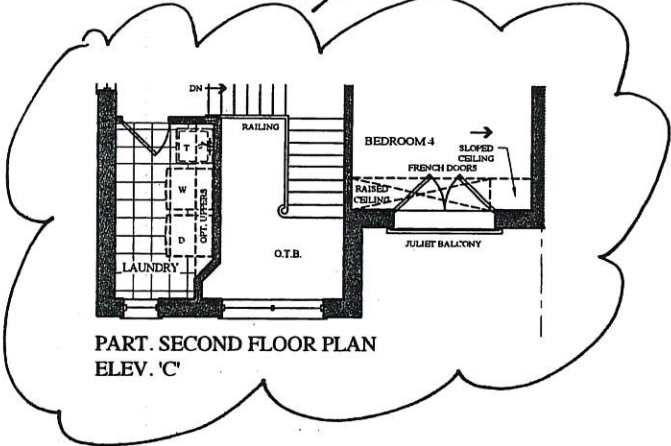 DN
RAILING
BEDROOM 4
SLOPED
CEILING
FRENCH DOORS
RAISED
CEILING
JULIET BALCONY
T
W
D
OPT. UPPERS
LAUNDRY
O.T.B.
PART. SECOND FLOOR PLAN
ELEV. 'C'